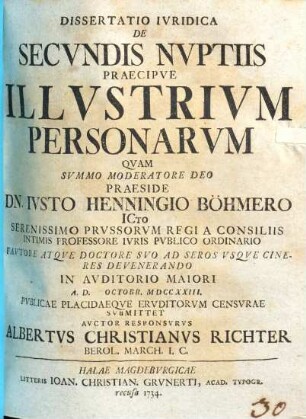 DISSERTATIO IVRIDICA
DE
SECVNDIS NVPTIIS
PRAECIPVE
ILLVSTRIVM
PERSONARVM
QVAM
SVMMO MODERATORE DEO
PRAESIDE
DN. IVSTO HENNINGIO BÖHMERO
ICTO
SERENISSIMO PRVSSORVM REGI A CONSILIIS
INTIMIS PROFESSORE IVRIS PVBLICO ORDINARIO
FAVTORE ATQVE DOCTORE SVO AD SEROS VSQVE CINE-
RES DEVENERANDO
IN AVDITORIO MAIORI
A. D. OCTOBR. MDCCXXIII.
PVBLICAE PLACIDAEQVE ERVDITORVM CENSVRAE
SVBMITTET
AVCTOR RESPONSVRVS
ALBERTVS CHRISTIANVS RICHTER
BEROL. MARCH. I. C.
HALAE MAGDEBVRGICAE
LITTERIS IOAN. CHRISTIAN. GRVNERTI, ACAD. TYPOGR.
recusa 1734.
30